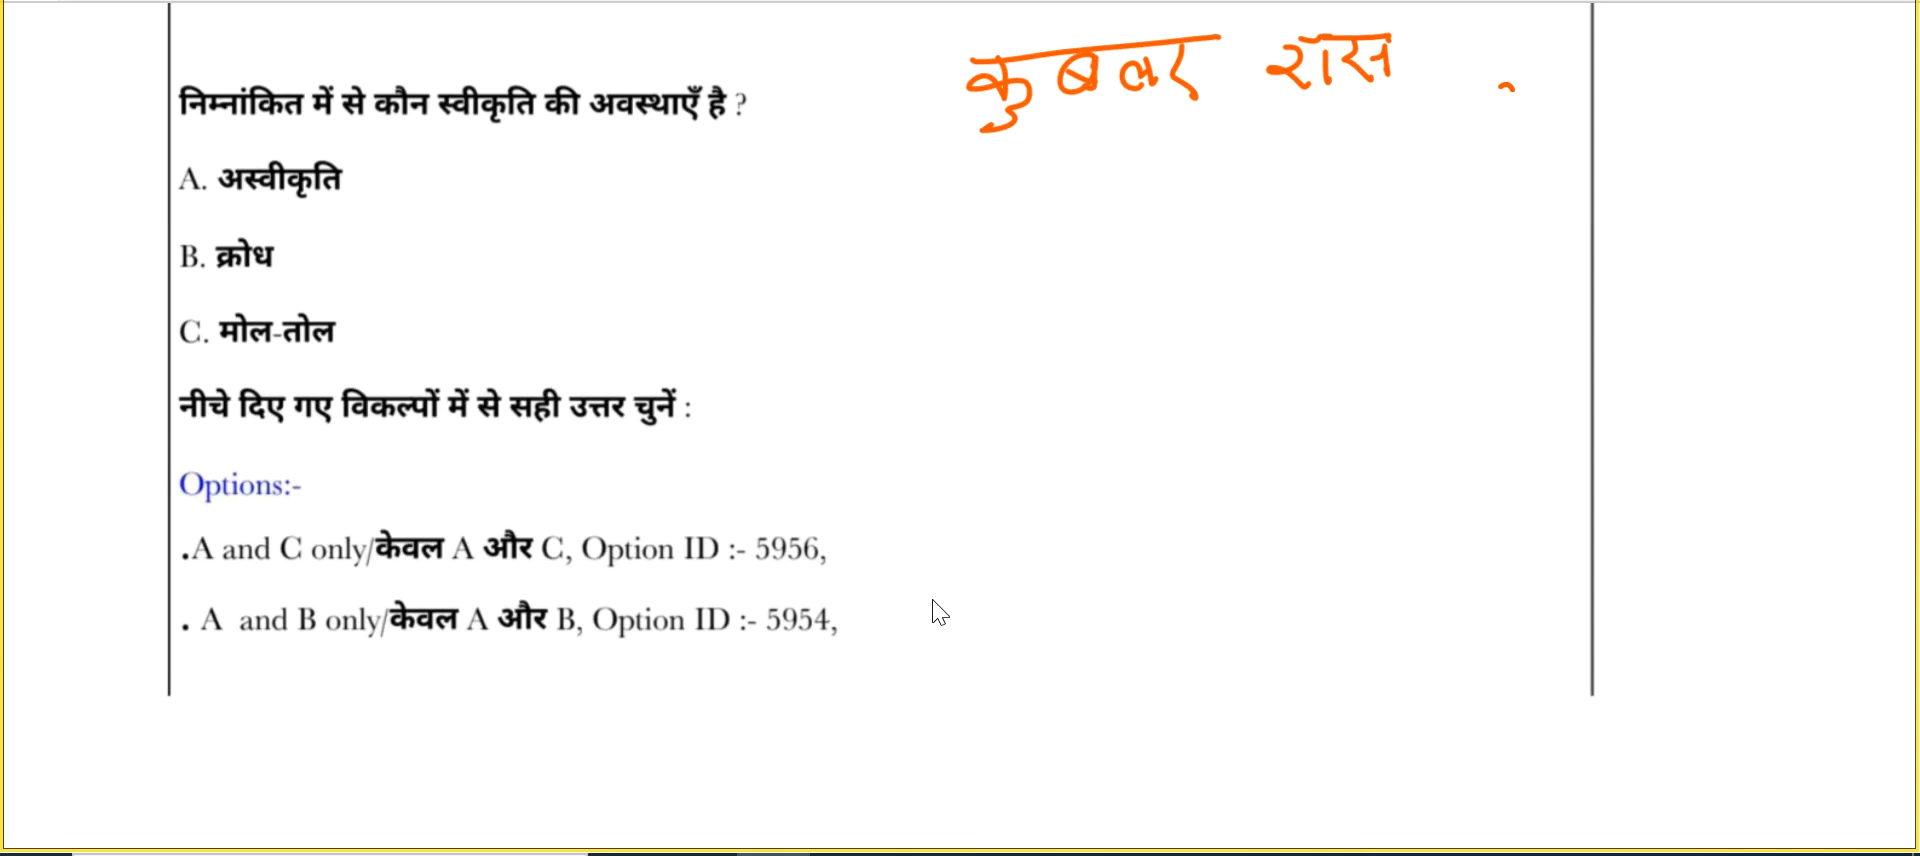 कुबलर रॉस
निम्नांकित में से कौन स्वीकृति की अवस्थाएँ है ?
A. अस्वीकृति
B. क्रोध
C. मोल-तोल
नीचे दिए गए विकल्पों में से सही उत्तर चुनें :
Options:-
.A and C only/केवल A और C, Option ID :- 5956,
. A and B only/केवल A और B, Option ID :- 5954,